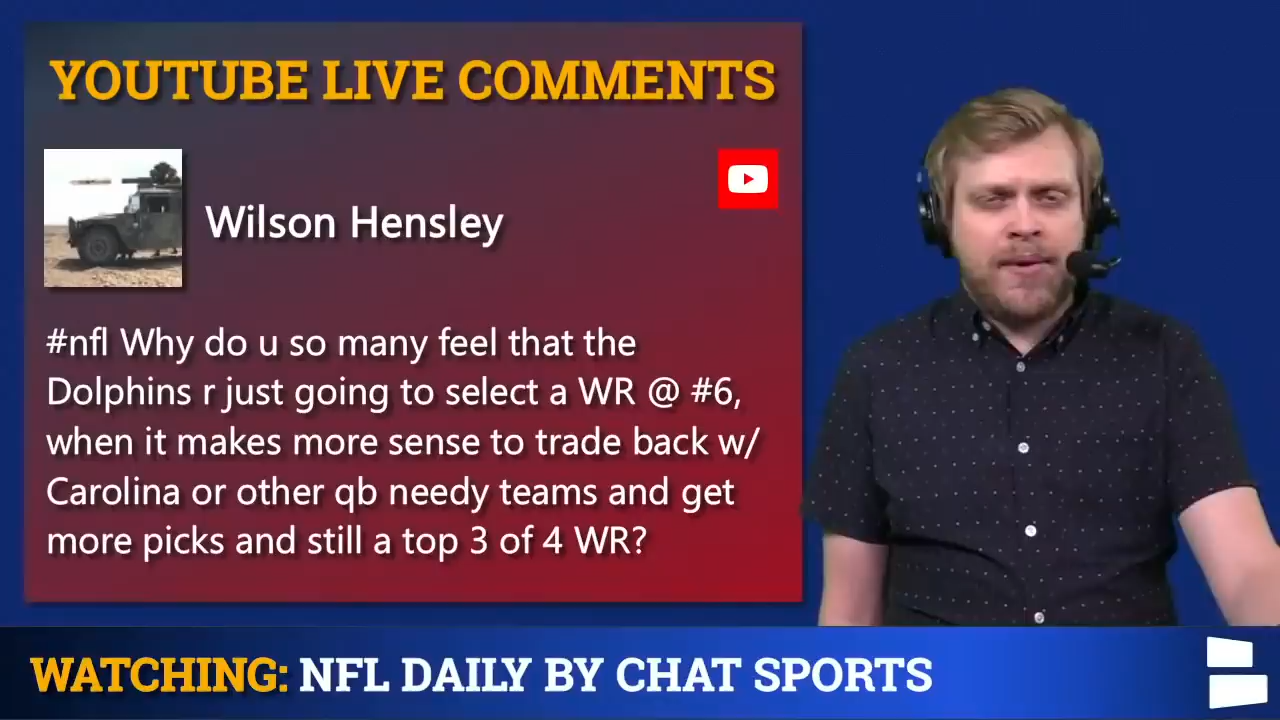 YOUTUBE LIVE COMMENTS
Wilson Hensley
#nfl Why do u so many feel that the
Dolphins r just going to select a WR @ #6,
when it makes more sense to trade back w/
Carolina or other qb needy teams and get
more picks and still a top 3 of 4 WR?
WATCHING: NFL DAILY BY CHAT SPORTS